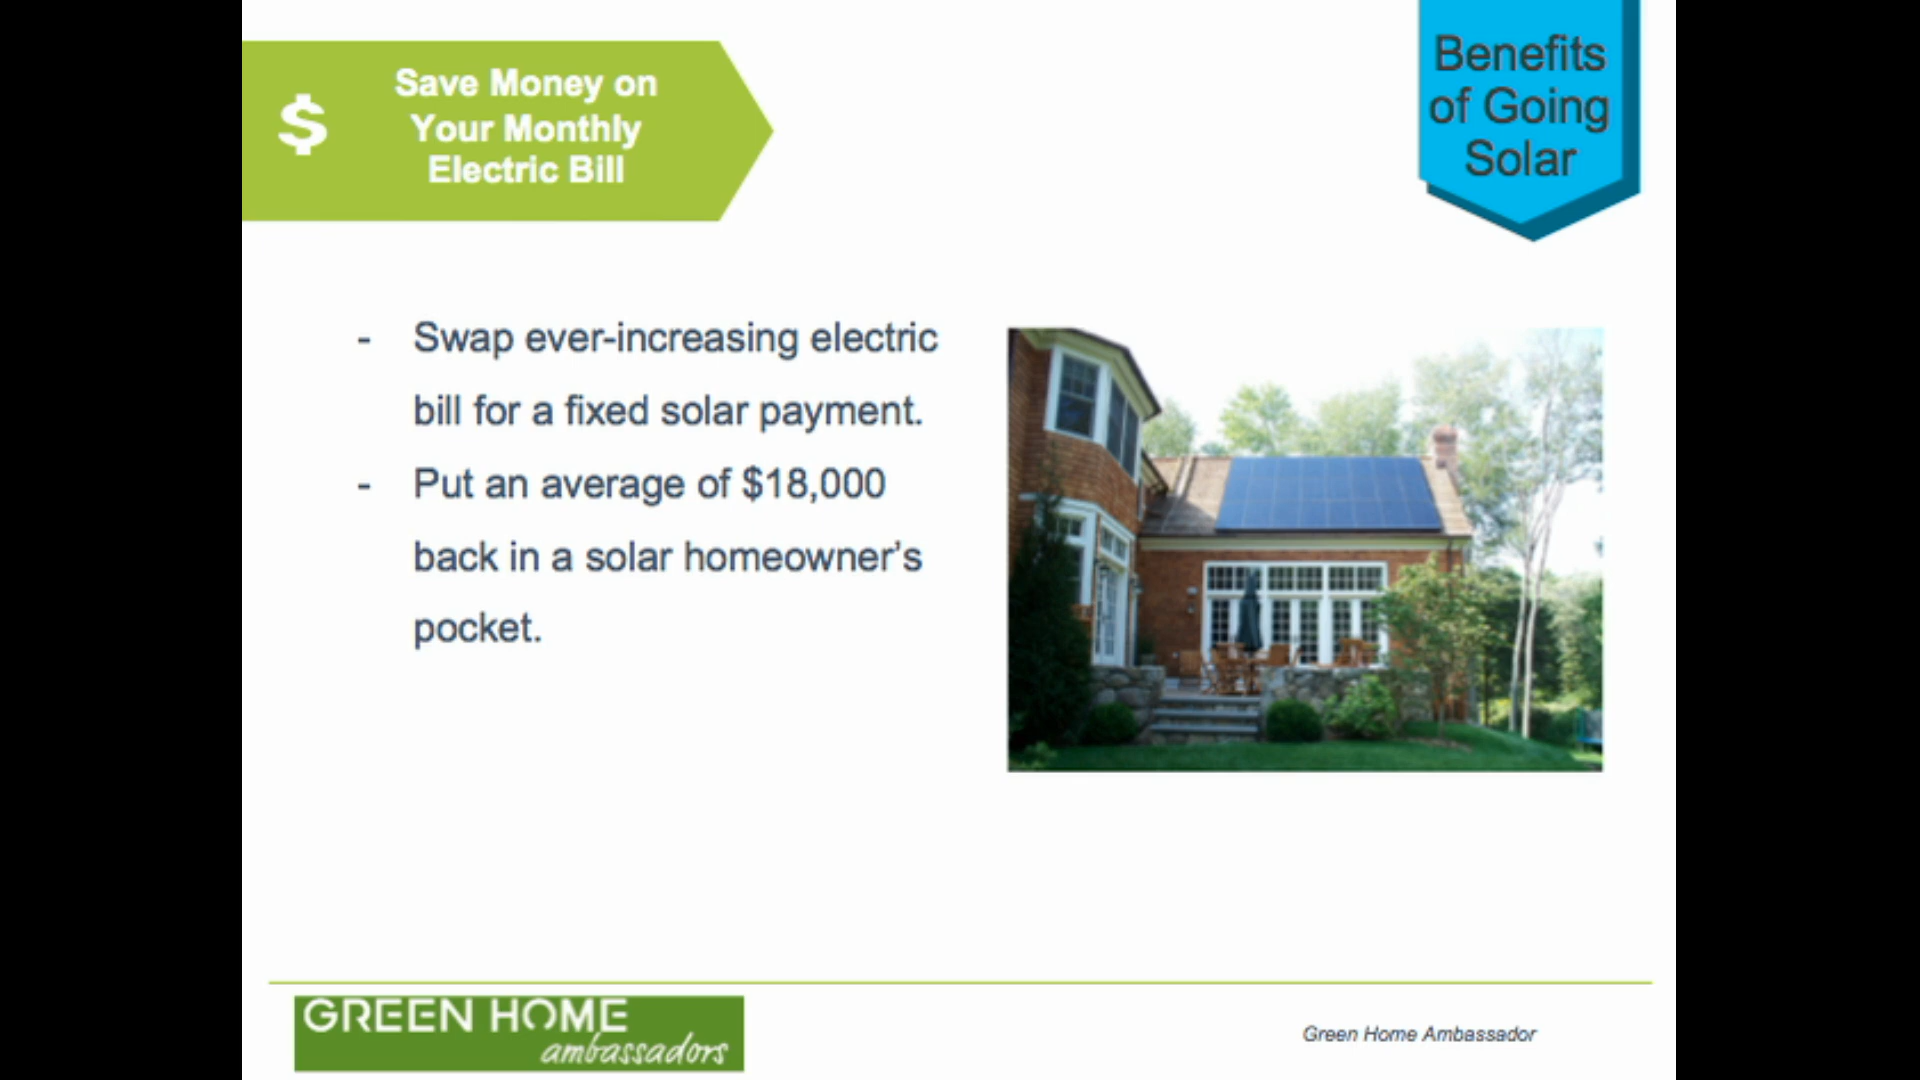 $
Save Money on
Your Monthly
Electric Bill
Benefits
of Going
Solar
- Swap ever-increasing electric
bill for a fixed solar payment.
- Put an average of $18,000
back in a solar homeowner’s
pocket.
GREEN HOME
ambassadors
Green Home Ambassador